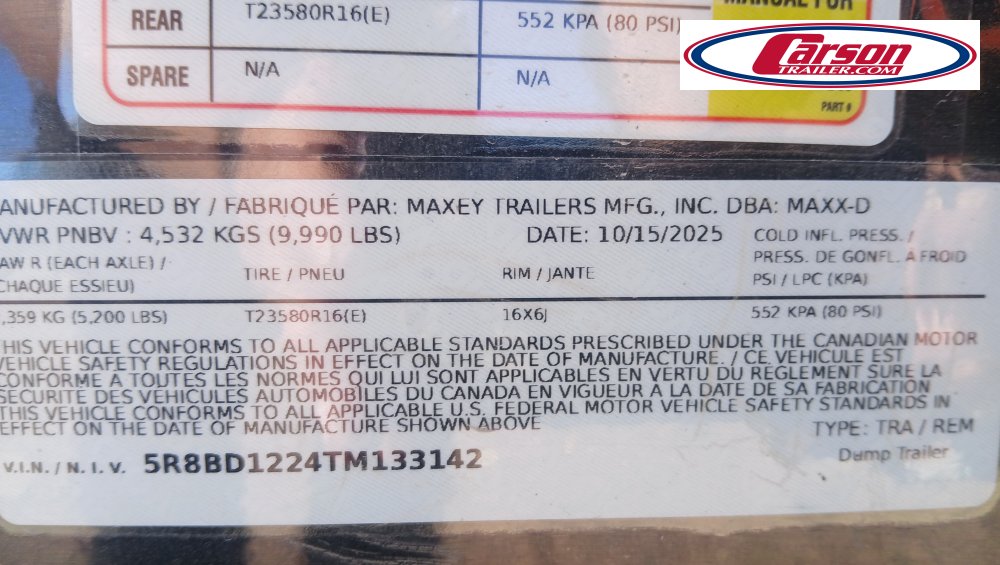 REAR T23580R16(E) 552 KPA (80 PSI)
MANUAL FOR
SPARE N/A N/A
PART #
Carson
TRAILER.COM
ANUFACTURED BY / FABRIQUÉ PAR: MAXEY TRAILERS MFG., INC. DBA: MAXX-D
VWR PNBV : 4,532 KGS (9,990 LBS) DATE: 10/15/2025 COLD INFL. PRESS. /
AW R (EACH AXLE) / TIRE / PNEU RIM / JANTE PRESS. DE GONFL. A FROID
CHAQUE ESSIEU) PSI / LPC (KPA)
,359 KG (5,200 LBS) T23580R16(E) 16X6J 552 KPA (80 PSI)
THIS VEHICLE CONFORMS TO ALL APPLICABLE STANDARDS PRESCRIBED UNDER THE CANADIAN MOTOR
VEHICLE SAFETY REGULATIONS IN EFFECT ON THE DATE OF MANUFACTURE. / CE VEHICULE EST
CONFORME A TOUTES LES NORMES QUI LUI SONT APPLICABLES EN VERTU DU REGLEMENT SURE LA
SECURITE DES VEHICULES AUTOMOBILES DU CANADA EN VIGUEUR A LA DATE DE SA FABRICATION
THIS VEHICLE CONFORMS TO ALL APPLICABLE U.S. FEDERAL MOTOR VEHICLE SAFETY STANDARDS IN
EFFECT ON THE DATE OF MANUFACTURE SHOWN ABOVE
TYPE: TRA / REM
V.I.N. / N. I. V. 5R8BD1224TM133142 Dump Trailer